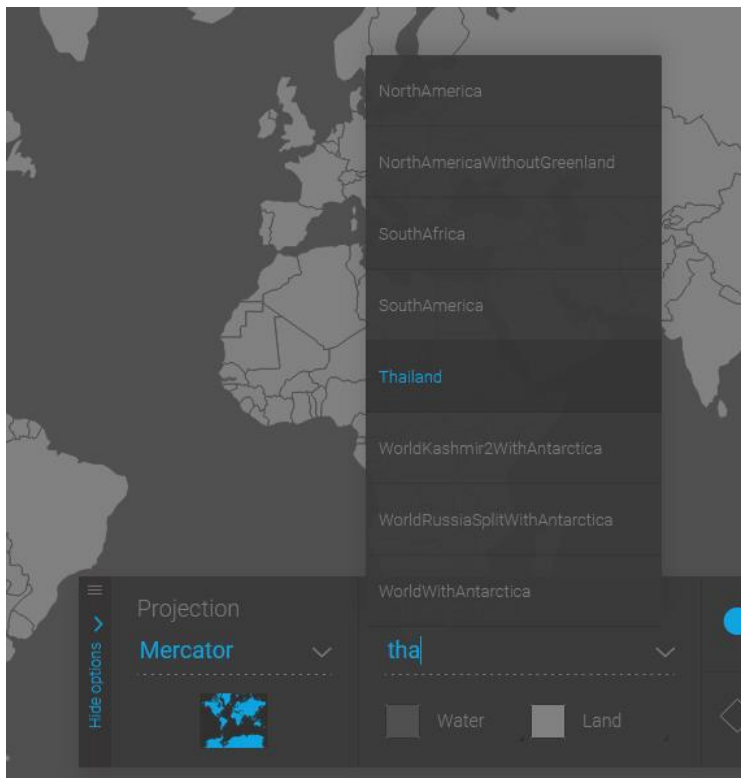 NorthAmerica
NorthAmericaWithoutGreenland
SouthAfrica
SouthAmerica
Thailand
WorldKashmir2WithAntarctica
WorldRussiaSplitWithAntarctica
WorldWithAntarctica
Hide options
Projection
Mercator
tha
Water
Land